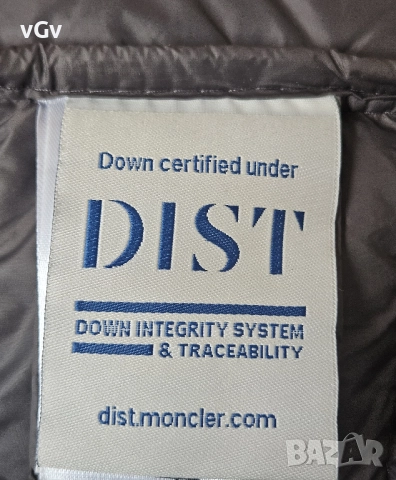 vGv
Down certified under
DIST
DOWN INTEGRITY SYSTEM
& TRACEABILITY
dist.moncler.com
BAZAR